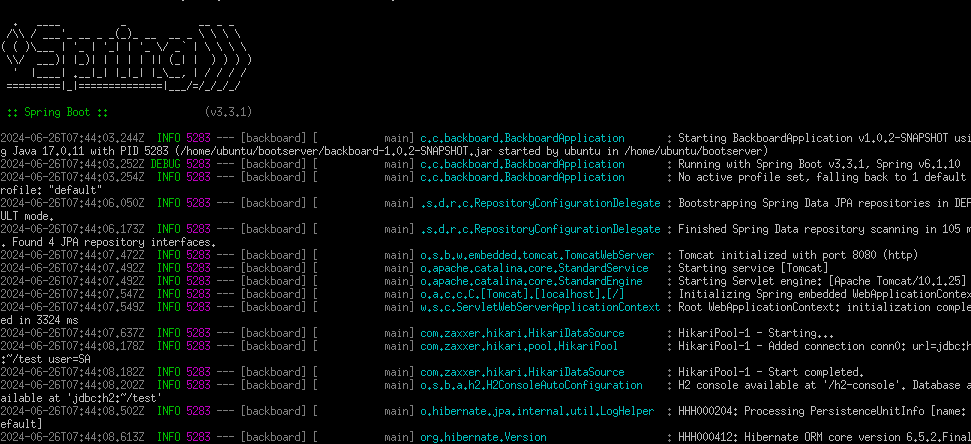 :: Spring Boot :: (v3.3.1)
2024-06-26T07:44:03.244Z INFO 5283 --- [backboard] [ main] c.c.backboard.BackboardApplication : Starting BackboardApplication v1.0.2-SNAPSHOT usi
g Java 17.0.11 with PID 5283 (/home/ubuntu/bootserver/backboard-1.0.2-SNAPSHOT.jar started by ubuntu in /home/ubuntu/bootserver)
2024-06-26T07:44:03.252Z DEBUG 5283 --- [backboard] [ main] c.c.backboard.BackboardApplication : Running with Spring Boot v3.3.1, Spring v6.1.10
2024-06-26T07:44:03.254Z INFO 5283 --- [backboard] [ main] c.c.backboard.BackboardApplication : No active profile set, falling back to 1 default
rofile: "default"
2024-06-26T07:44:06.050Z INFO 5283 --- [backboard] [ main] .s.d.r.c.RepositoryConfigurationDelegate : Bootstrapping Spring Data JPA repositories in DEF
ULT mode.
2024-06-26T07:44:06.173Z INFO 5283 --- [backboard] [ main] .s.d.r.c.RepositoryConfigurationDelegate : Finished Spring Data repository scanning in 105 m
. Found 4 JPA repository interfaces.
2024-06-26T07:44:07.472Z INFO 5283 --- [backboard] [ main] o.s.b.w.embedded.tomcat.TomcatWebServer : Tomcat initialized with port 8080 (http)
2024-06-26T07:44:07.492Z INFO 5283 --- [backboard] [ main] o.apache.catalina.core.StandardService : Starting service [Tomcat]
2024-06-26T07:44:07.492Z INFO 5283 --- [backboard] [ main] o.apache.catalina.core.StandardEngine : Starting Servlet engine: [Apache Tomcat/10.1.25]
2024-06-26T07:44:07.547Z INFO 5283 --- [backboard] [ main] o.a.c.c.C.[Tomcat].[localhost].[/] : Initializing Spring embedded WebApplicationContex
2024-06-26T07:44:07.549Z INFO 5283 --- [backboard] [ main] w.s.c.ServletWebServerApplicationContext : Root WebApplicationContext: initialization comple
ed in 3324 ms
2024-06-26T07:44:07.637Z INFO 5283 --- [backboard] [ main] com.zaxxer.hikari.HikariDataSource : HikariPool-1 - Starting...
2024-06-26T07:44:08.178Z INFO 5283 --- [backboard] [ main] com.zaxxer.hikari.pool.HikariPool : HikariPool-1 - Added connection conn0: url=jdbc:h
:~/test user=SA
2024-06-26T07:44:08.182Z INFO 5283 --- [backboard] [ main] com.zaxxer.hikari.HikariDataSource : HikariPool-1 - Start completed.
2024-06-26T07:44:08.202Z INFO 5283 --- [backboard] [ main] o.s.b.a.h2.H2ConsoleAutoConfiguration : H2 console available at '/h2-console'. Database a
ailable at 'jdbc:h2:~/test'
2024-06-26T07:44:08.502Z INFO 5283 --- [backboard] [ main] o.hibernate.jpa.internal.util.LogHelper : HHH000204: Processing PersistenceUnitInfo [name:
efault]
2024-06-26T07:44:08.613Z INFO 5283 --- [backboard] [ main] org.hibernate.Version : HHH000412: Hibernate ORM core version 6.5.2.Final